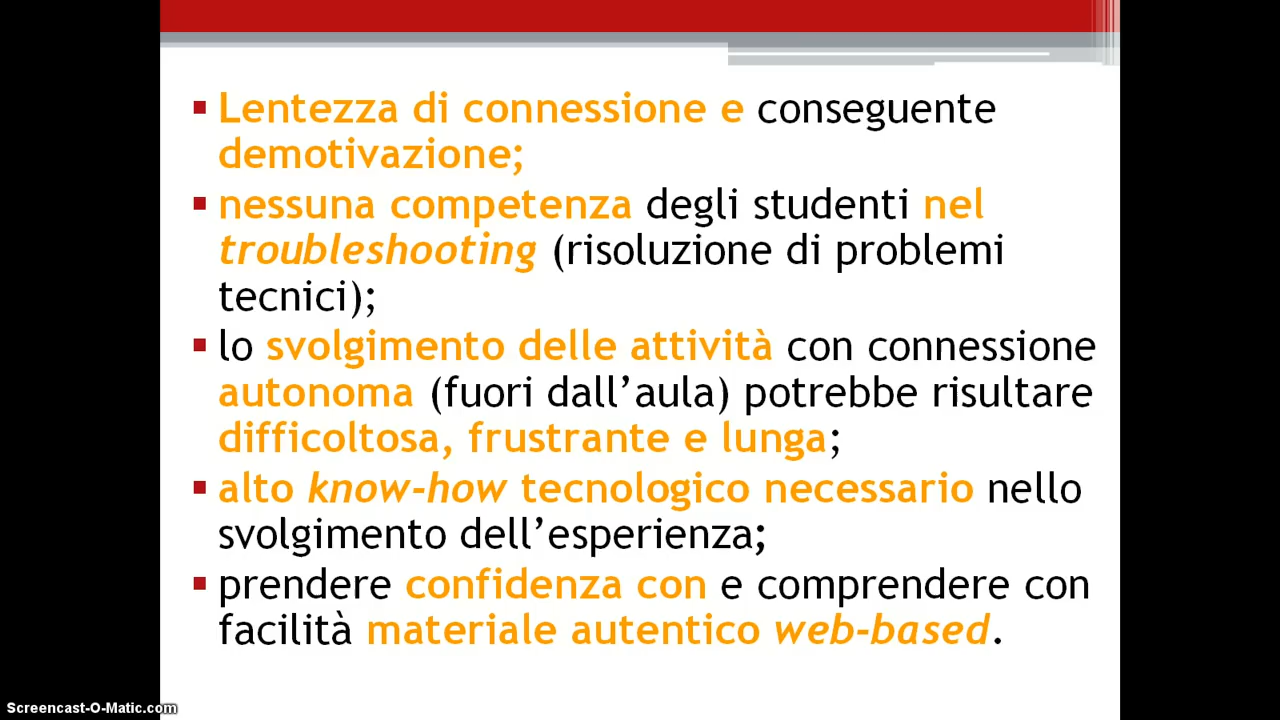 Lentezza di connessione e conseguente
demotivazione;
nessuna competenza degli studenti nel
troubleshooting (risoluzione di problemi
tecnici);
lo svolgimento delle attività con connessione
autonoma (fuori dall’aula) potrebbe risultare
difficoltosa, frustrante e lunga;
alto know-how tecnologico necessario nello
svolgimento dell’esperienza;
prendere confidenza con e comprendere con
facilità materiale autentico web-based.
Screencast-O-Matic.com